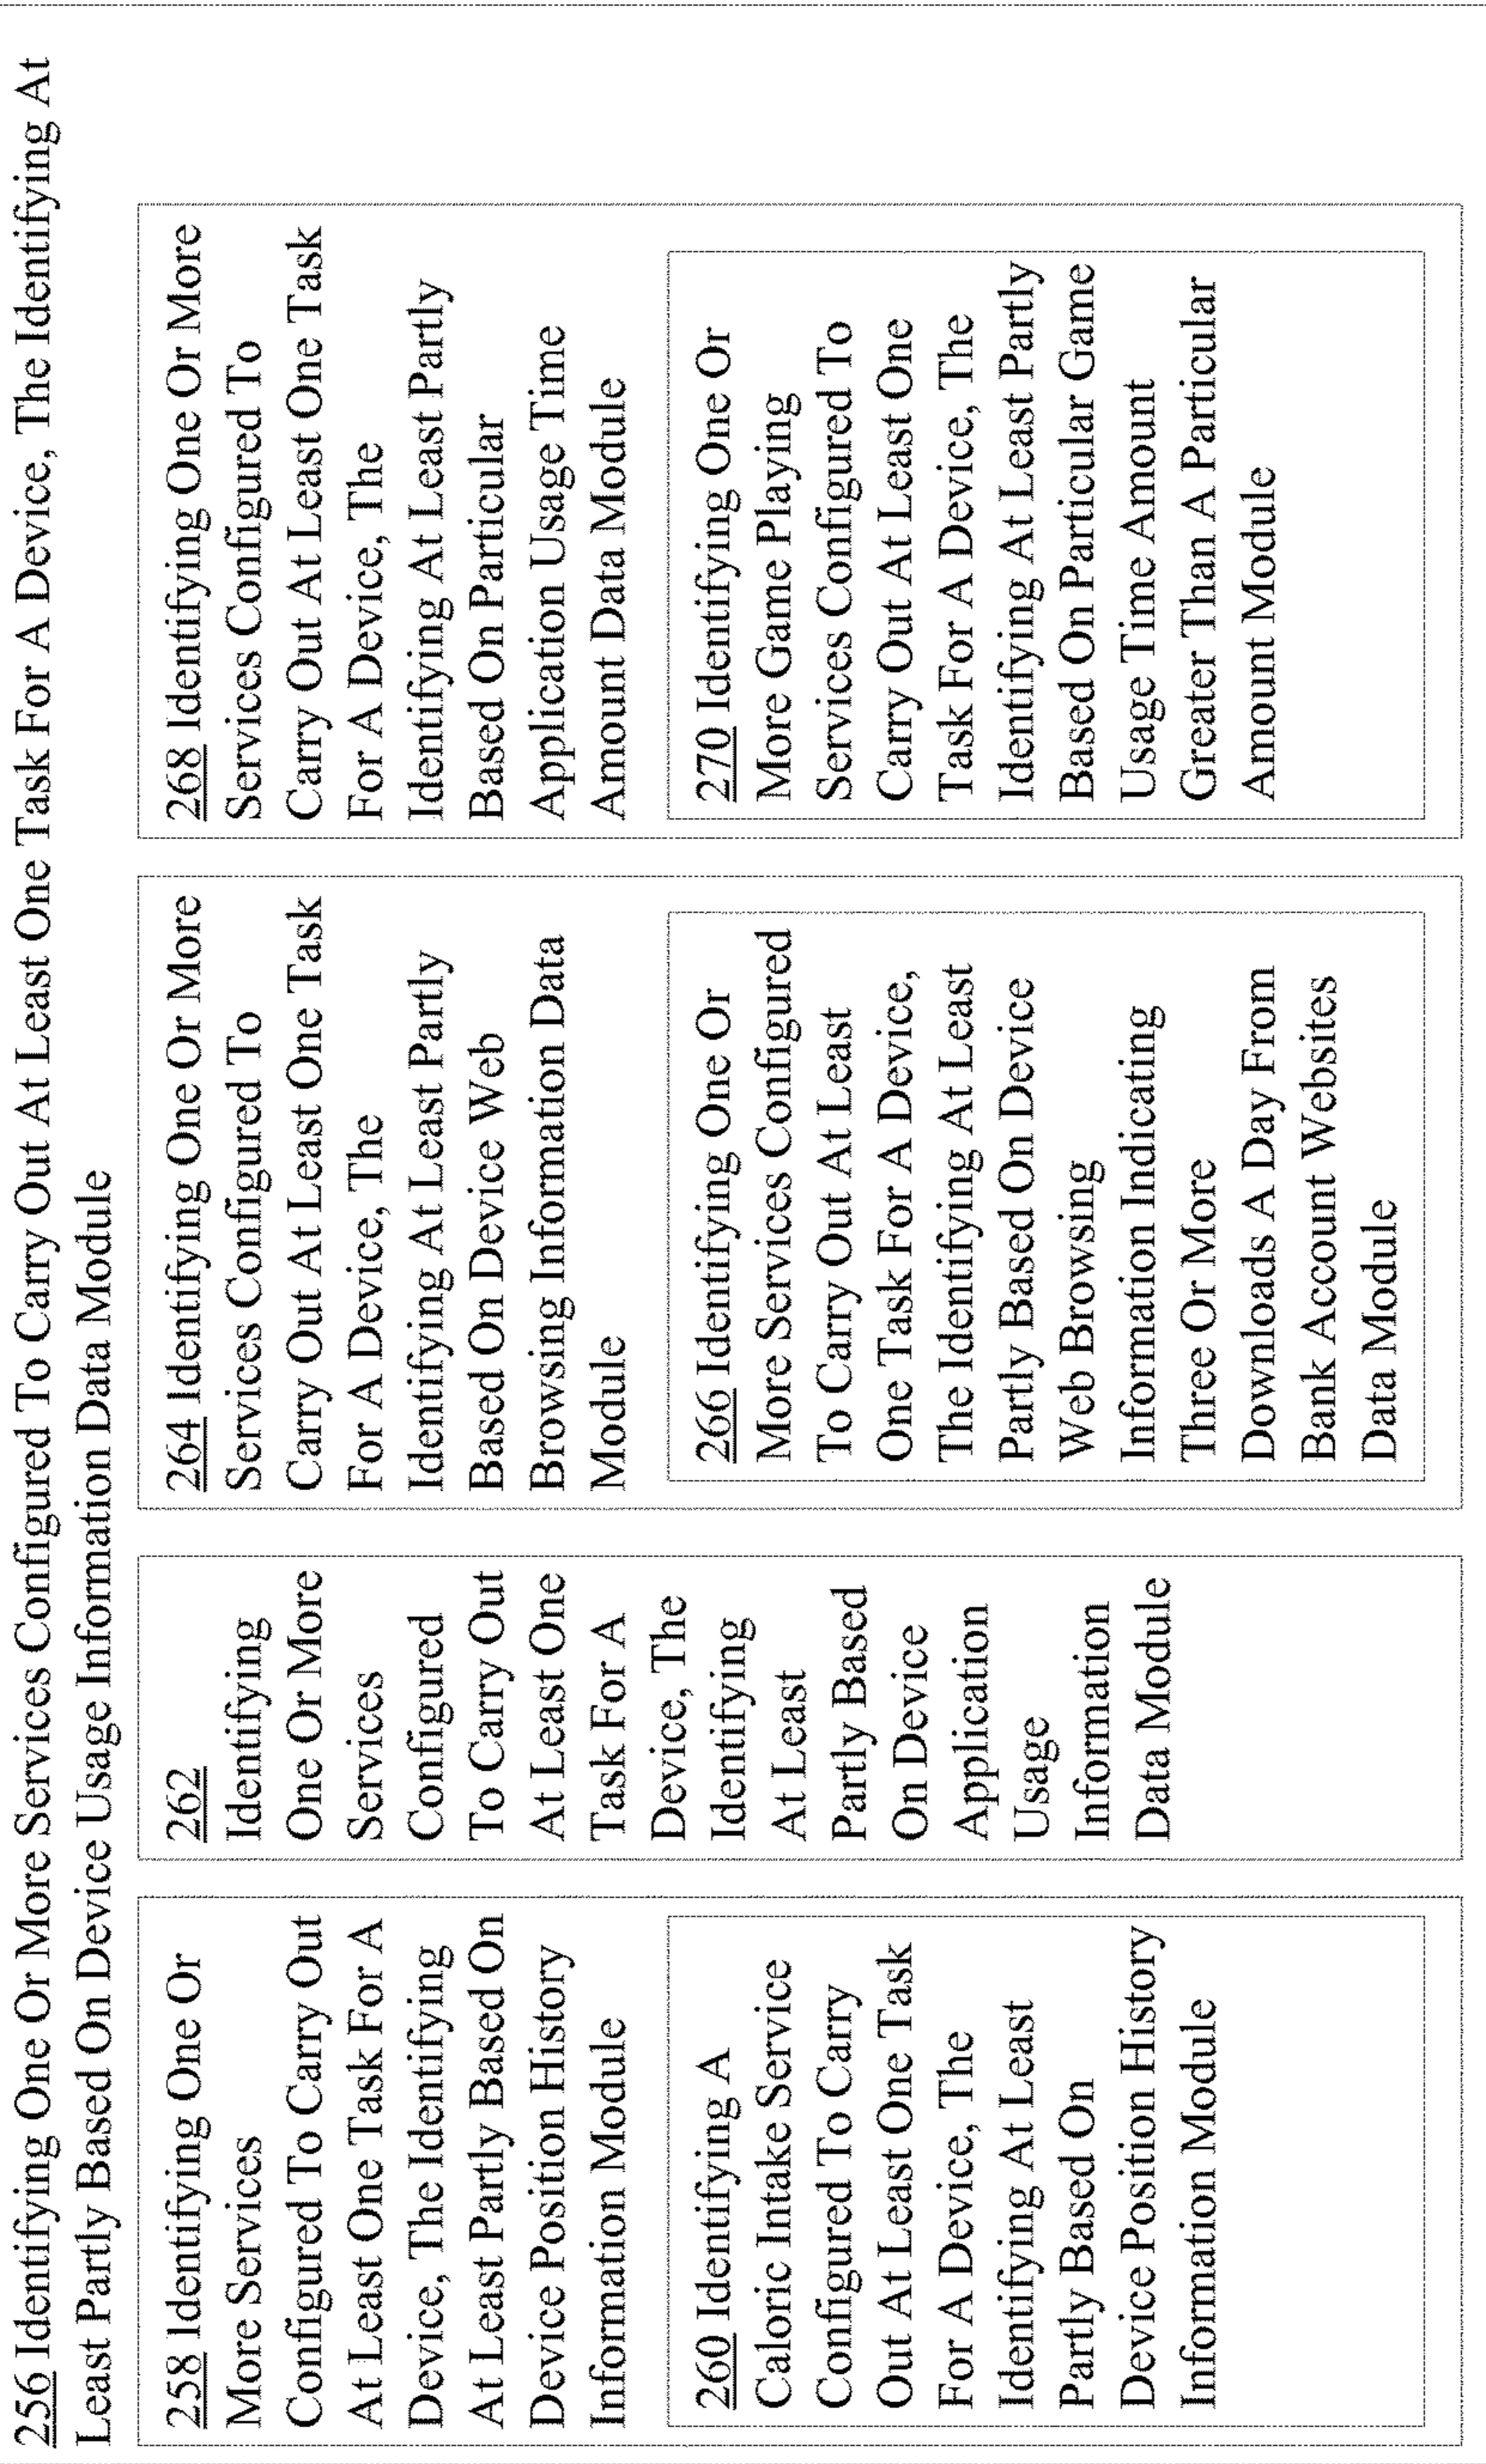 256 Identifying One Or More Services Configured To Carry Out At Least One Task For A Device, The Identifying At
Least Partly Based On Device Usage Information Data Module
258 Identifying One Or
More Services
Configured To Carry Out
At Least One Task For A
Device, The Identifying
At Least Partly Based On
Device Position History
Information Module
260 Identifying A
Caloric Intake Service
Configured To Carry
Out At Least One Task
For A Device, The
Identifying At Least
Partly Based On
Device Position History
Information Module
262
Identifying
One Or More
Services
Configured
To Carry Out
At Least One
Task For A
Device, The
Identifying
At Least
Partly Based
On Device
Application
Usage
Information
Data Module
264 Identifying One Or More
Services Configured To
Carry Out At Least One Task
For A Device, The
Identifying At Least Partly
Based On Device Web
Browsing Information Data
Module
266 Identifying One Or
More Services Configured
To Carry Out At Least
One Task For A Device,
The Identifying At Least
Partly Based On Device
Web Browsing
Information Indicating
Three Or More
Downloads A Day From
Bank Account Websites
Data Module
268 Identifying One Or More
Services Configured To
Carry Out At Least One Task
For A Device, The
Identifying At Least Partly
Based On Particular
Application Usage Time
Amount Data Module
270 Identifying One Or
More Game Playing
Services Configured To
Carry Out At Least One
Task For A Device, The
Identifying At Least Partly
Based On Particular Game
Usage Time Amount
Greater Than A Particular
Amount Module